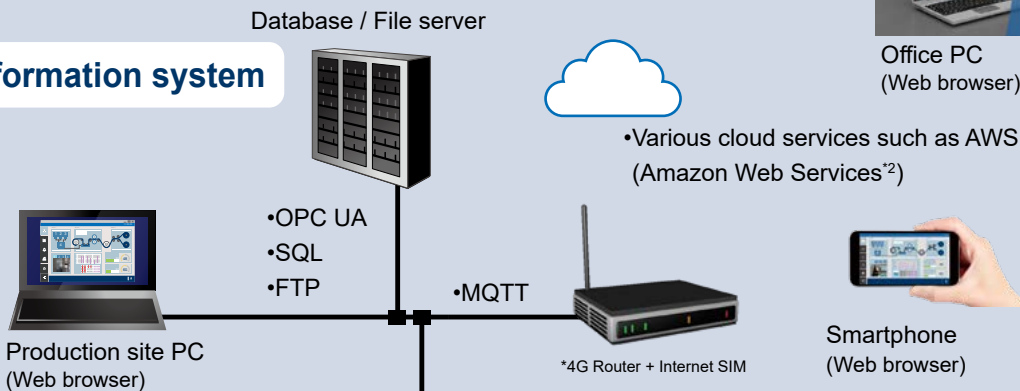 Database / File server
formation system
Office PC
(Web browser)
•Various cloud services such as AWS
(Amazon Web Services*2)
•OPC UA
•SQL
•FTP
•MQTT
Production site PC
(Web browser)
*4G Router + Internet SIM
Smartphone
(Web browser)